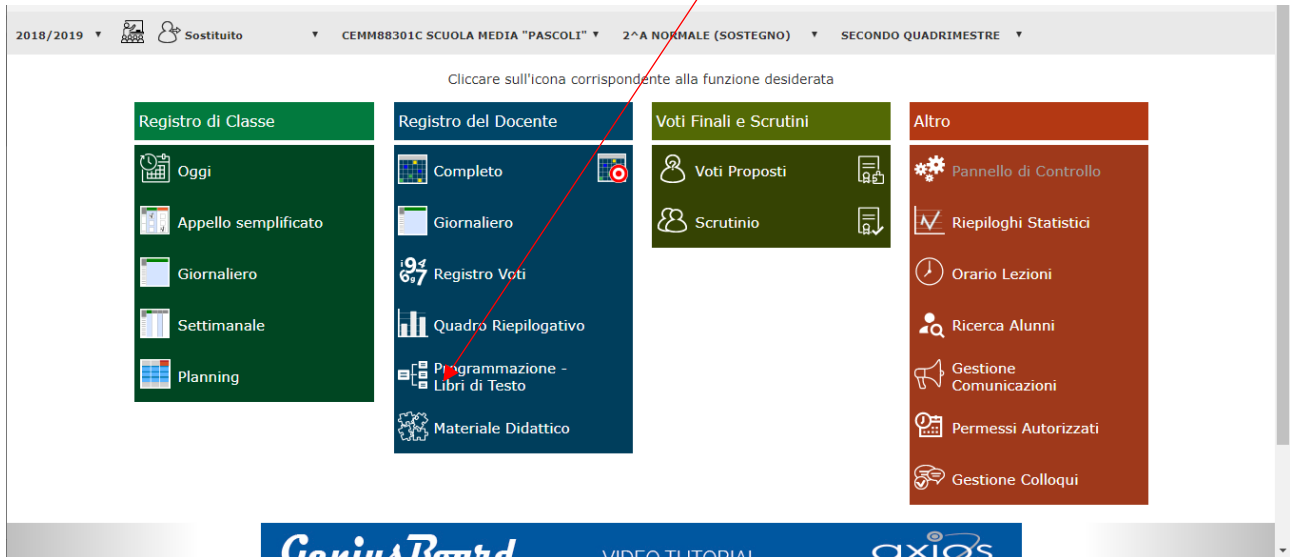 2018/2019 ▼ Sostituito ▼ CEMM88301C SCUOLA MEDIA "PASCOLI" ▼ 2^A NORMALE (SOSTEGNO) ▼ SECONDO QUADRIMESTRE ▼
Cliccare sull'icona corrispondente alla funzione desiderata
Registro di Classe
Oggi
Appello semplificato
Giornaliero
Settimanale
Planning
Registro del Docente
Completo
Giornaliero
Registro Voti
Quadro Riepilogativo
Programmazione -
Libri di Testo
Materiale Didattico
Voti Finali e Scrutini
Voti Proposti
Scrutinio
Altro
Pannello di Controllo
Riepiloghi Statistici
Orario Lezioni
Ricerca Alunni
Gestione
Comunicazioni
Permessi Autorizzati
Gestione Colloqui
GeniusBoard VIDEO TUTORIAL axios